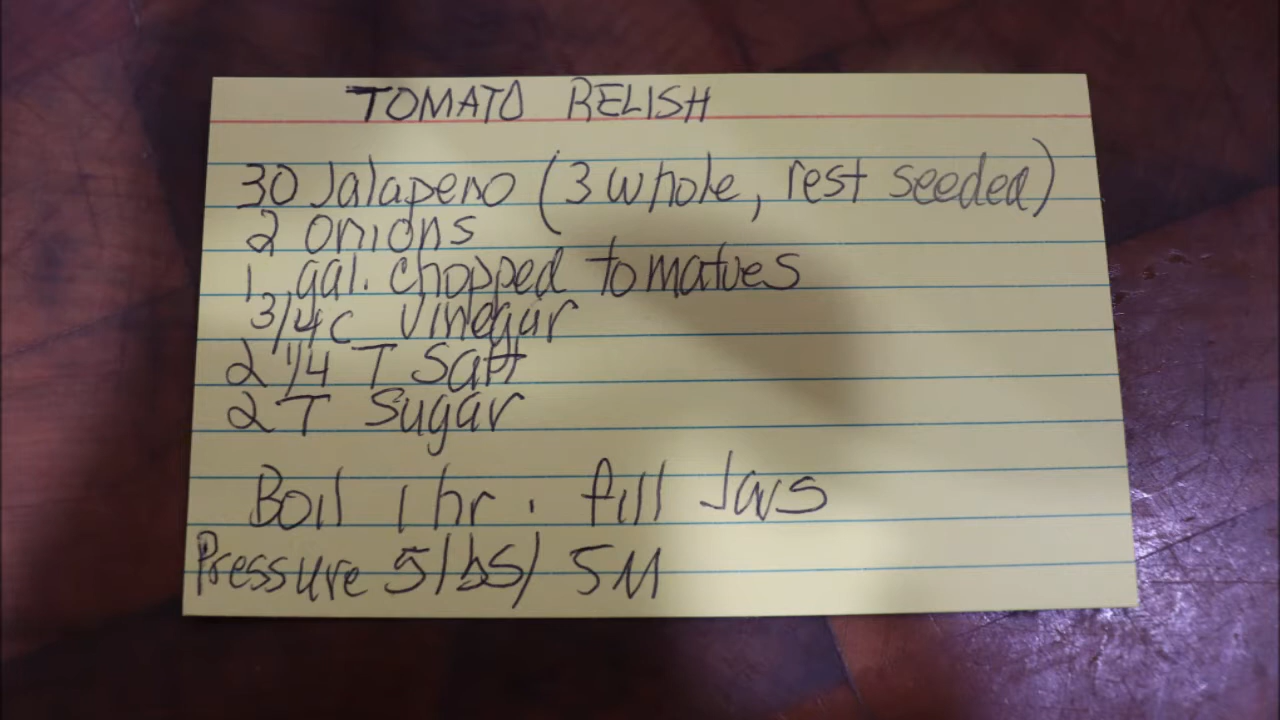 TOMATO RELISH
30 Jalapeno (3 whole, rest seeded)
2 onions
1 gal. chopped tomatoes
3/4 c vinegar
2 1/4 T Salt
2 T Sugar
Boil 1 hr. fill Jars
Pressure 5 lbs/ 5M